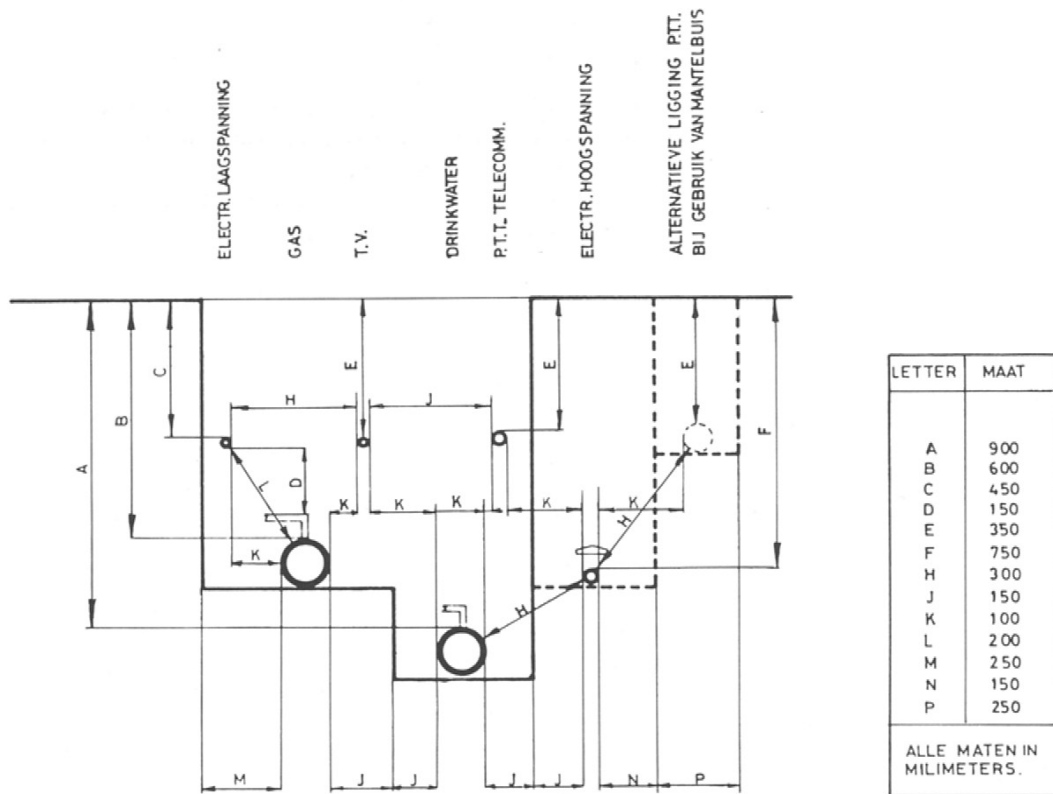 ELECTR. LAAGSPANNING
GAS
T.V.
DRINKWATER
P.T.T. TELECOMM.
ELECTR. HOOGSPANNING
ALTERNATIEVE LIGGING P.T.T.
BIJ GEBRUIK VAN MANTELBUIS
C
B
A
H
E
J
E
E
F
L
D
K
K
K
K
K
K
K
H
H
M
J
J
J
J
N
P
LETTER MAAT
A 900
B 600
C 450
D 150
E 350
F 750
H 300
J 150
K 100
L 200
M 250
N 150
P 250
ALLE MATEN IN
MILIMETERS.